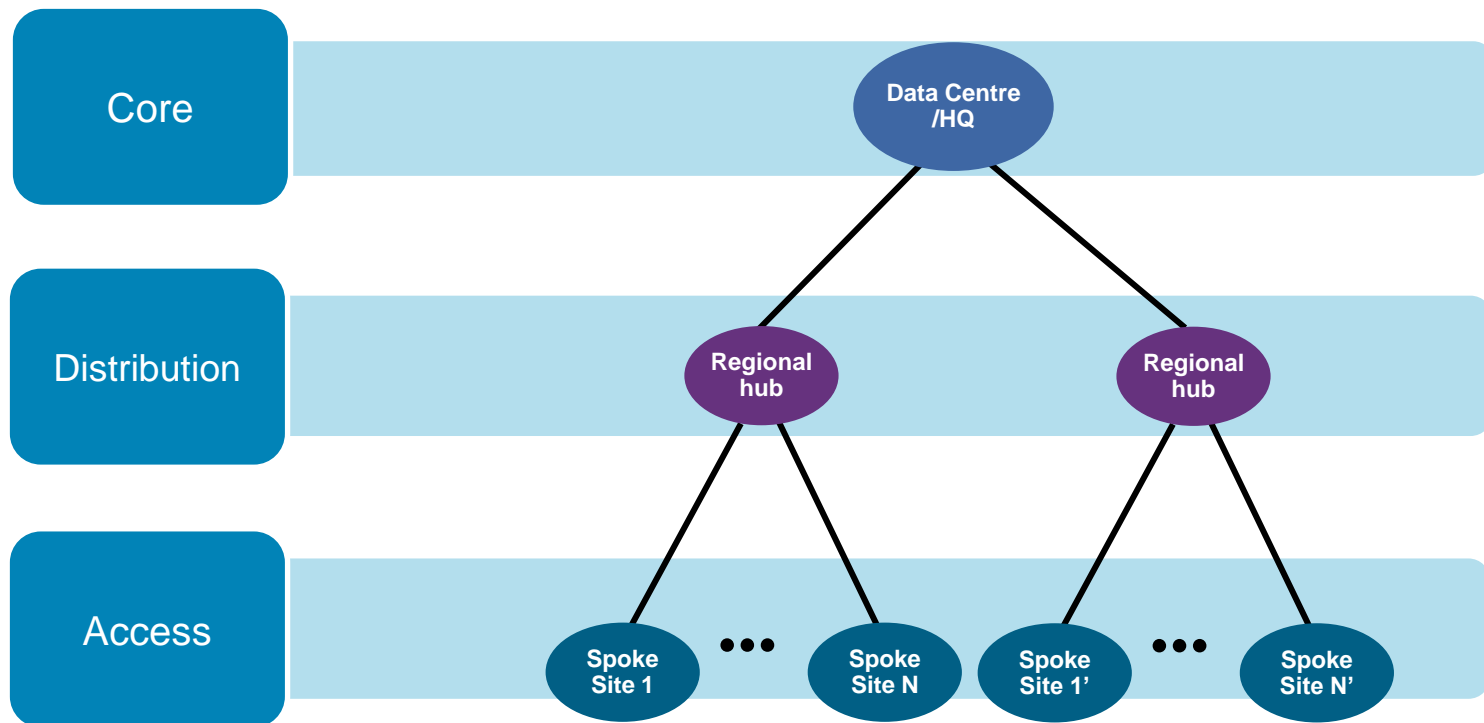 Core
Data Centre
/HQ
Distribution
Regional
hub
Regional
hub
Access
Spoke
Site 1
Spoke
Site N
Spoke
Site 1’
Spoke
Site N’